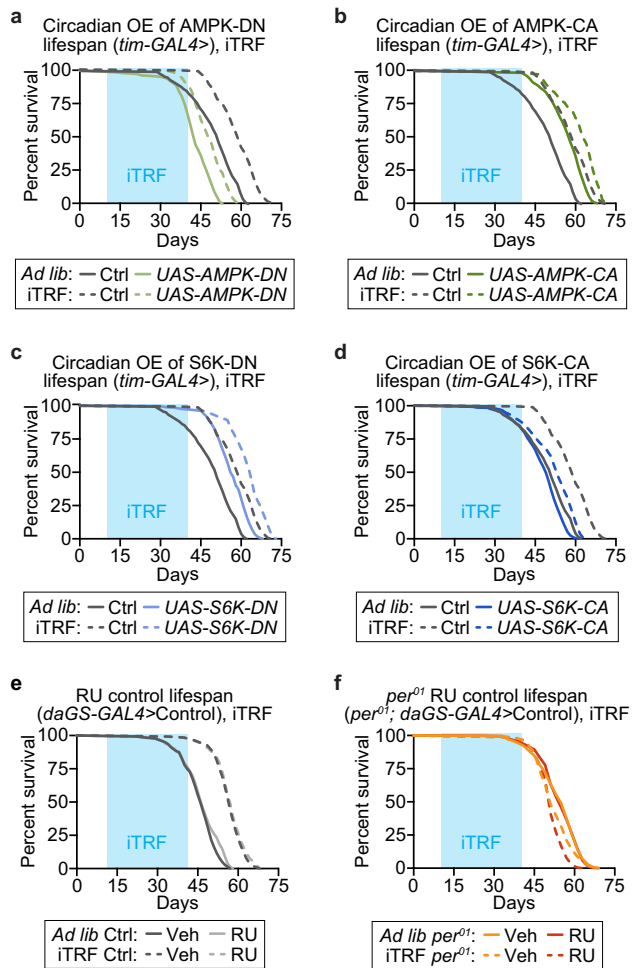 a
Circadian OE of AMPK-DN
lifespan (tim-GAL4>), iTRF
Percent survival
100
75
50
25
0
iTRF
0 15 30 45 60 75
Days
Ad lib: Ctrl UAS-AMPK-DN
iTRF: Ctrl UAS-AMPK-DN
b
Circadian OE of AMPK-CA
lifespan (tim-GAL4>), iTRF
Percent survival
100
75
50
25
0
iTRF
0 15 30 45 60 75
Days
Ad lib: Ctrl UAS-AMPK-CA
iTRF: Ctrl UAS-AMPK-CA
c
Circadian OE of S6K-DN
lifespan (tim-GAL4>), iTRF
Percent survival
100
75
50
25
0
iTRF
0 15 30 45 60 75
Days
Ad lib: Ctrl UAS-S6K-DN
iTRF: Ctrl UAS-S6K-DN
d
Circadian OE of S6K-CA
lifespan (tim-GAL4>), iTRF
Percent survival
100
75
50
25
0
iTRF
0 15 30 45 60 75
Days
Ad lib: Ctrl UAS-S6K-CA
iTRF: Ctrl UAS-S6K-CA
e
RU control lifespan
(daGS-GAL4>Control), iTRF
Percent survival
100
75
50
25
0
iTRF
0 15 30 45 60 75
Days
Ad lib Ctrl: Veh RU
iTRF Ctrl: Veh RU
f
per⁰¹ RU control lifespan
(per⁰¹; daGS-GAL4>Control), iTRF
Percent survival
100
75
50
25
0
iTRF
0 15 30 45 60 75
Days
Ad lib per⁰¹: Veh RU
iTRF per⁰¹: Veh RU